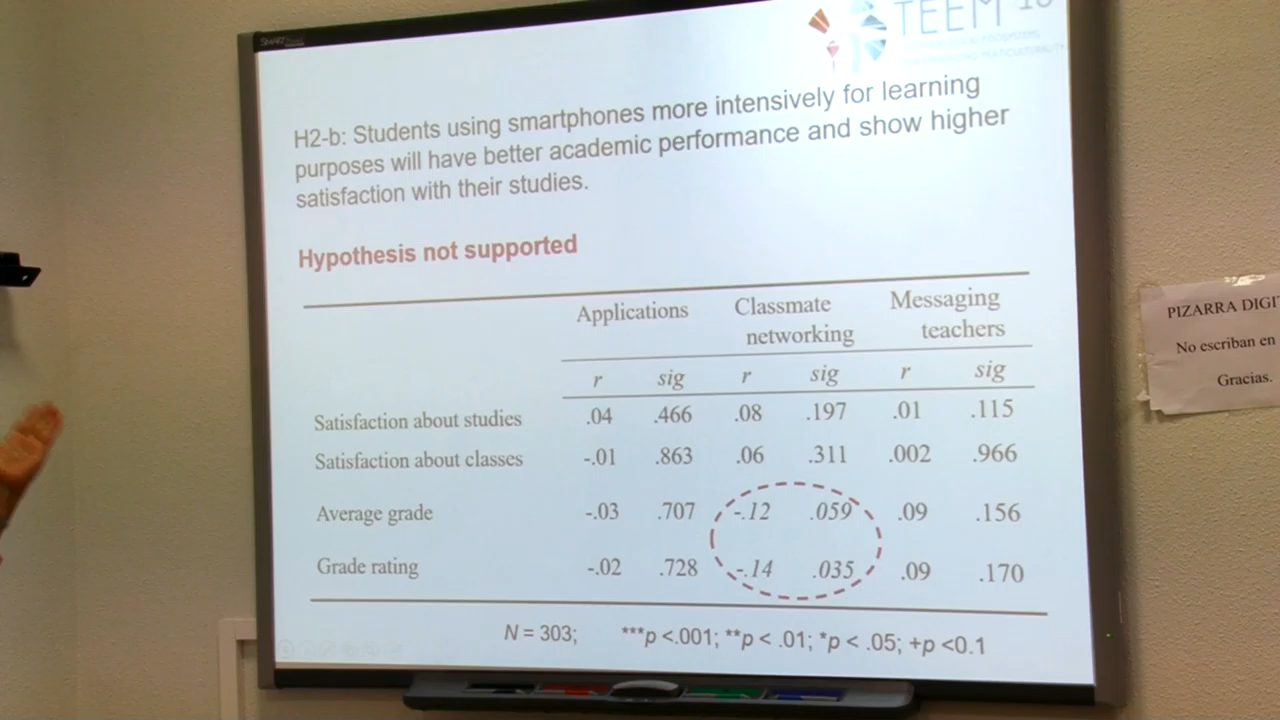 SMART
TEEM
H2-b: Students using smartphones more intensively for learning
purposes will have better academic performance and show higher
satisfaction with their studies.
Hypothesis not supported
Applications Classmate networking Messaging teachers
r sig r sig r sig
Satisfaction about studies .04 .466 .08 .197 .01 .115
Satisfaction about classes -.01 .863 .06 .311 .002 .966
Average grade -.03 .707 -.12 .059 .09 .156
Grade rating -.02 .728 -.14 .035 .09 .170
N = 303; ***p <.001; **p < .01; *p < .05; +p <0.1
PIZARRA DIGI
No escriban en
Gracias.